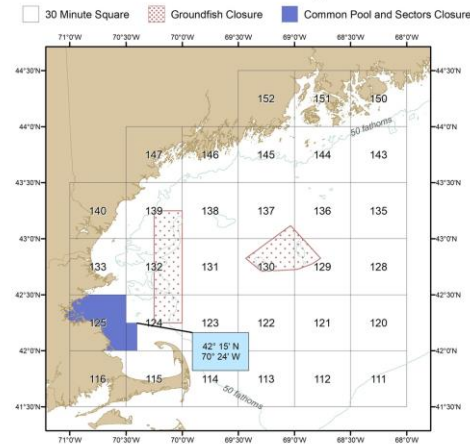 30 Minute Square Groundfish Closure Common Pool and Sectors Closure
71°0'W 70°30'W 70°0'W 69°30'W 69°0'W 68°30'W 68°0'W
44°30'N 44°30'N
152 151 150
50 fathoms
44°0'N 44°0'N
147 146 145 144 143
43°30'N 43°30'N
140 139 138 137 136 135
43°0'N 43°0'N
133 132 131 130 129 128
42°30'N 42°30'N
125 124 123 122 121 120
42° 15' N
70° 24' W
42°0'N 42°0'N
116 115 114 113 112 111
50 fathoms
41°30'N 41°30'N
71°0'W 70°30'W 70°0'W 69°30'W 69°0'W 68°30'W 68°0'W